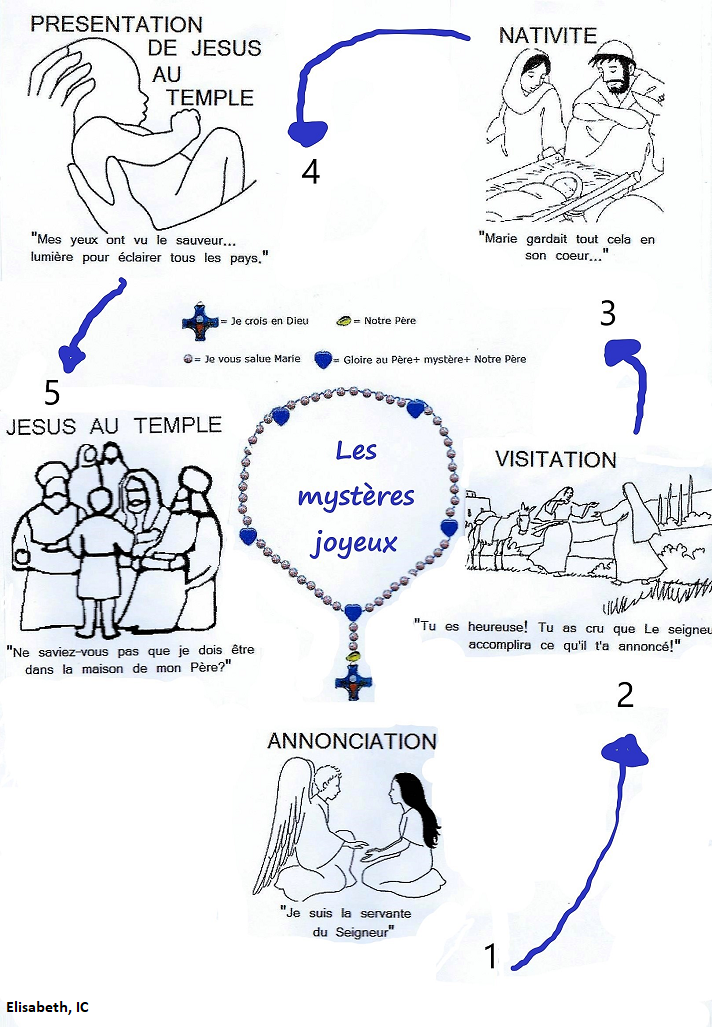 PRESENTATION
DE JESUS
AU
TEMPLE
"Mes yeux ont vu le sauveur...
lumière pour éclairer tous les pays."
4
NATIVITE
"Marie gardait tout cela en
son coeur..."
3
= Je crois en Dieu
= Notre Père
= Je vous salue Marie
= Gloire au Père+ mystère+ Notre Père
5
JESUS AU TEMPLE
"Ne saviez-vous pas que je dois être
dans la maison de mon Père?"
Les
mystères
joyeux
VISITATION
"Tu es heureuse! Tu as cru que Le seigneu
accomplira ce qu'il t'a annoncé!"
2
ANNONCIATION
"Je suis la servante
du Seigneur"
1
Elisabeth, IC